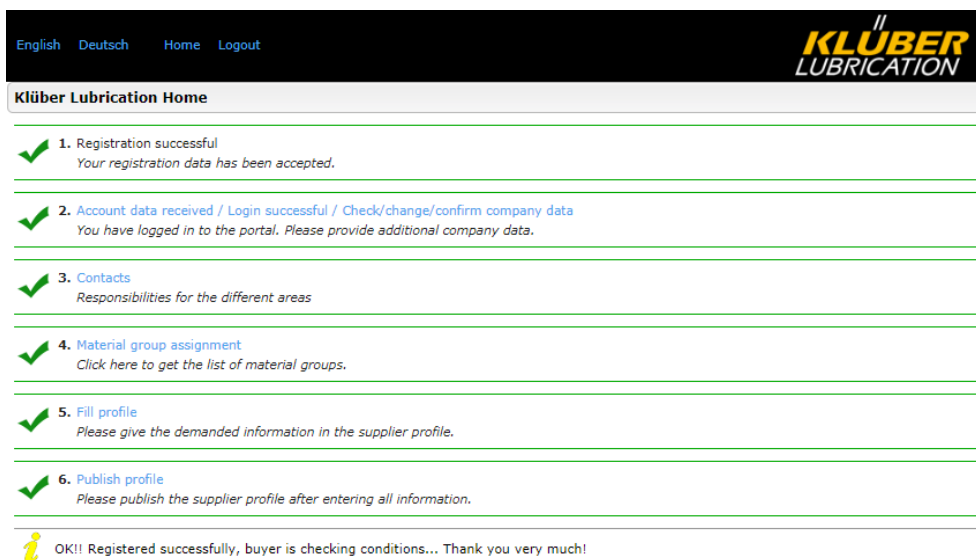 English Deutsch Home Logout
KLÜBER
LUBRICATION
Klüber Lubrication Home
1. Registration successful
Your registration data has been accepted.
2. Account data received / Login successful / Check/change/confirm company data
You have logged in to the portal. Please provide additional company data.
3. Contacts
Responsibilities for the different areas
4. Material group assignment
Click here to get the list of material groups.
5. Fill profile
Please give the demanded information in the supplier profile.
6. Publish profile
Please publish the supplier profile after entering all information.
OK!! Registered successfully, buyer is checking conditions... Thank you very much!